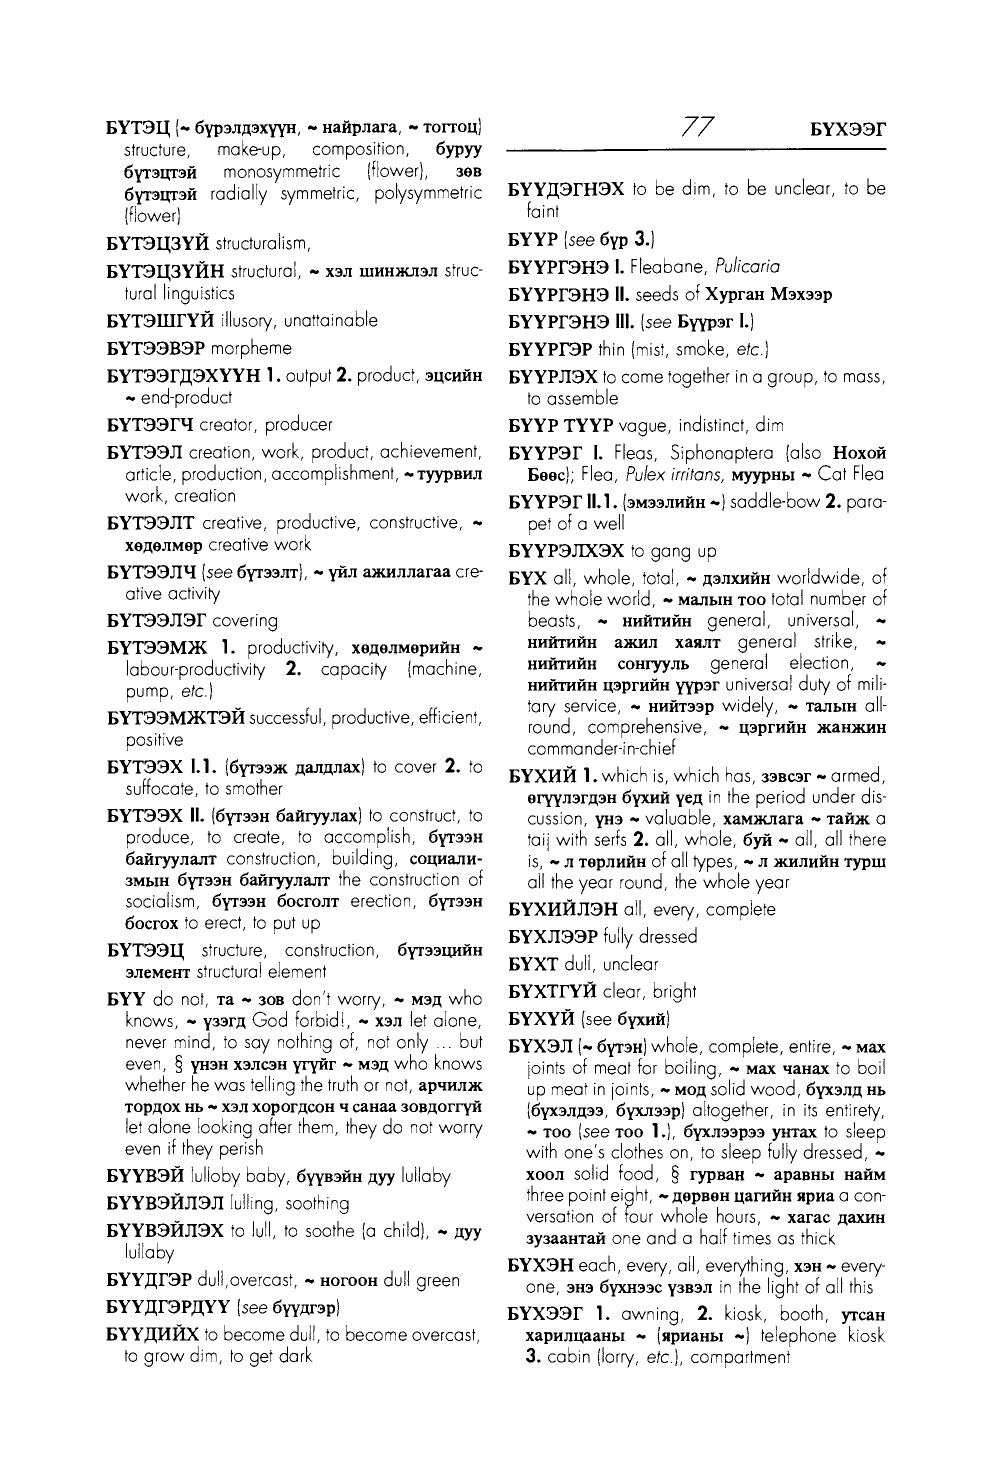 БҮТЭЦ (~ бүрэлдэхүүн, ~ найрлага, ~ тогтоц)
structure, make-up, composition, буруу
бүтэцтэй monosymmetric (flower), зөв
бүтэцтэй radially symmetric, polysymmetric
(flower)
БҮТЭЦЗҮЙ structuralism,
БҮТЭЦЗҮЙН structural, ~ хэл шинжлэл struc-
tural linguistics
БҮТЭШГҮЙ illusory, unattainable
БҮТЭЭВЭР morpheme
БҮТЭЭГДЭХҮҮН 1. output 2. product, эцсийн
~ end-product
БҮТЭЭГЧ creator, producer
БҮТЭЭЛ creation, work, product, achievement,
article, production, accomplishment, ~ туурвил
work, creation
БҮТЭЭЛТ creative, productive, constructive, ~
хөдөлмөр creative work
БҮТЭЭЛЧ (see бүтээлт), ~ үйл ажиллагаа cre-
ative activity
БҮТЭЭЛЭГ covering
БҮТЭЭМЖ 1. productivity, хөдөлмөрийн ~
labour-productivity 2. capacity (machine,
pump, etc.)
БҮТЭЭМЖТЭЙ successful, productive, efficient,
positive
БҮТЭЭХ I.1. (бүтээж далдлах) to cover 2. to
suffocate, to smother
БҮТЭЭХ II. (бүтээн байгуулах) to construct, to
produce, to create, to accomplish, бүтээн
байгуулалт construction, building, социали-
змын бүтээн байгуулалт the construction of
socialism, бүтээн босголт erection, бүтээн
босгох to erect, to put up
БҮТЭЭЦ structure, construction, бүтээцийн
элемент structural element
БҮҮ do not, та ~ зов don't worry, ~ мэд who
knows, ~ үзэгд God forbid!, ~ хэл let alone,
never mind, to say nothing of, not only ... but
even, § үнэн хэлсэн үгүйг ~ мэд who knows
whether he was telling the truth or not, арчилж
тордох нь ~ хэл хорогдсон ч санаа зовдоггүй
let alone looking after them, they do not worry
even if they perish
БҮҮВЭЙ lulloby baby, бүүвэйн дуу lullaby
БҮҮВЭЙЛЭЛ lulling, soothing
БҮҮВЭЙЛЭХ to lull, to soothe (a child), ~ дуу
lullaby
БҮҮДГЭР dull,overcast, ~ ногоон dull green
БҮҮДГЭРДҮҮ (see бүүдгэр)
БҮҮДИЙХ to become dull, to become overcast,
to grow dim, to get dark
77 БҮХЭЭГ
БҮҮДЭГНЭХ to be dim, to be unclear, to be
faint
БҮҮР (see бүр 3.)
БҮҮРГЭНЭ I. Fleabane, Pulicaria
БҮҮРГЭНЭ II. seeds of Хурган Мэхээр
БҮҮРГЭНЭ III. (see Бүүрэг I.)
БҮҮРГЭР thin (mist, smoke, etc.)
БҮҮРЛЭХ to come together in a group, to mass,
to assemble
БҮҮР ТҮҮР vague, indistinct, dim
БҮҮРЭГ I. Fleas, Siphonaptera (also Нохой
Бөөс); Flea, Pulex irritans, муурны ~ Cat Flea
БҮҮРЭГ II.1. (эмээлийн ~) saddle-bow 2. para-
pet of a well
БҮҮРЭЛХЭХ to gang up
БҮХ all, whole, total, ~ дэлхийн worldwide, of
the whole world, ~ малын тоо total number of
beasts, ~ нийтийн general, universal, ~
нийтийн ажил хаялт general strike, ~
нийтийн сонгууль general election, ~
нийтийн цэргийн үүрэг universal duty of mili-
tary service, ~ нийтээр widely, ~ талын all-
round, comprehensive, ~ цэргийн жанжин
commander-in-chief
БҮХИЙ 1. which is, which has, зэвсэг ~ armed,
өгүүлэгдэн бүхий үед in the period under dis-
cussion, үнэ ~ valuable, хамжлага ~ тайж a
taij with serfs 2. all, whole, буй ~ all, all there
is, ~ л төрлийн of all types, ~ л жилийн турш
all the year round, the whole year
БҮХИЙЛЭН all, every, complete
БҮХЛЭЭР fully dressed
БҮХТ dull, unclear
БҮХТГҮЙ clear, bright
БҮХҮЙ (see бүхий)
БҮХЭЛ (~ бүтэн) whole, complete, entire, ~ мах
joints of meat for boiling, ~ мах чанах to boil
up meat in joints, ~ мод solid wood, бүхэлд нь
(бүхэлдээ, бүхлээр) altogether, in its entirety,
~ тоо (see тоо 1.), бүхлээрээ унтах to sleep
with one's clothes on, to sleep fully dressed, ~
хоол solid food, § гурван ~ аравны найм
three point eight, ~ дөрвөн цагийн яриа a con-
versation of four whole hours, ~ хагас дахин
зузаантай one and a half times as thick
БҮХЭН each, every, all, everything, хэн ~ every-
one, энэ бүхнээс үзвэл in the light of all this
БҮХЭЭГ 1. awning, 2. kiosk, booth, утсан
харилцааны ~ (ярианы ~) telephone kiosk
3. cabin (lorry, etc.), compartment